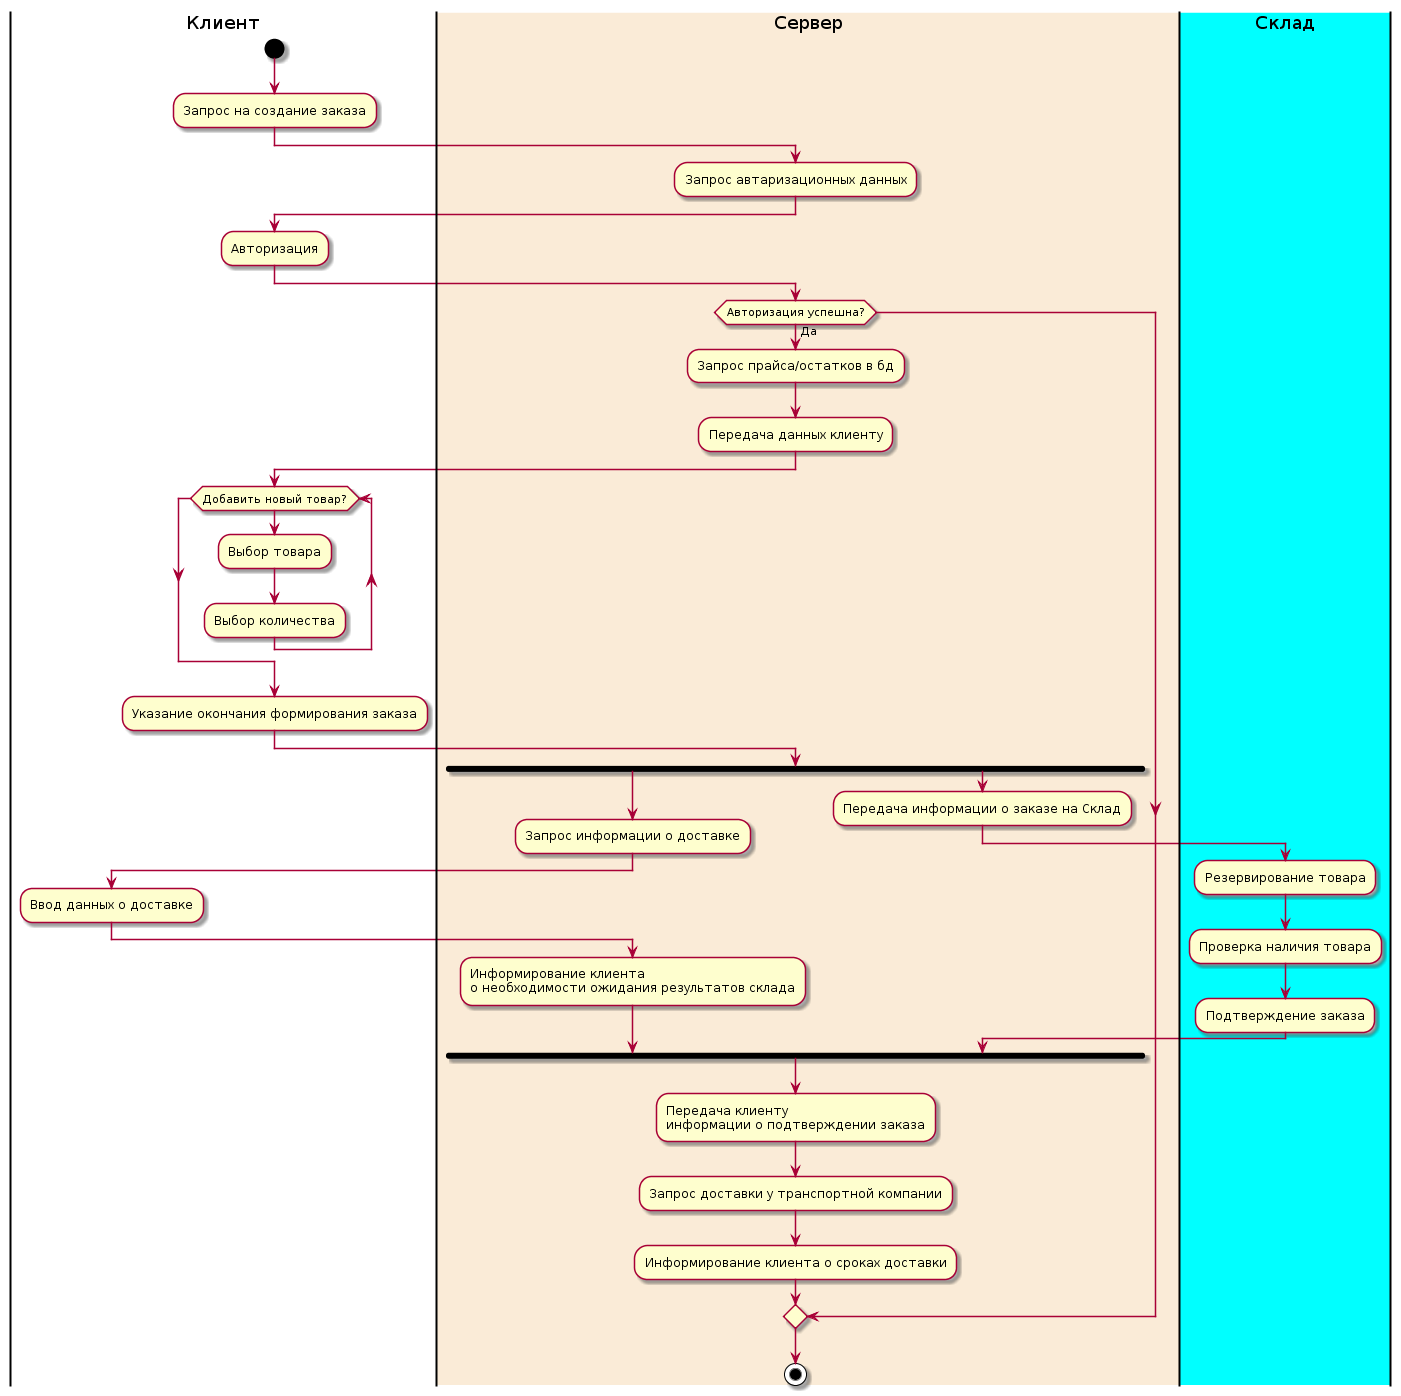 Клиент
Сервер
Склад
Запрос на создание заказа
Запрос автаризационных данных
Авторизация
Авторизация успешна?
Да
Запрос прайса/остатков в бд
Передача данных клиенту
Добавить новый товар?
Выбор товара
Выбор количества
Указание окончания формирования заказа
Передача информации о заказе на Склад
Запрос информации о доставке
Резервирование товара
Ввод данных о доставке
Проверка наличия товара
Информирование клиента
о необходимости ожидания результатов склада
Подтверждение заказа
Передача клиенту
информации о подтверждении заказа
Запрос доставки у транспортной компании
Информирование клиента о сроках доставки